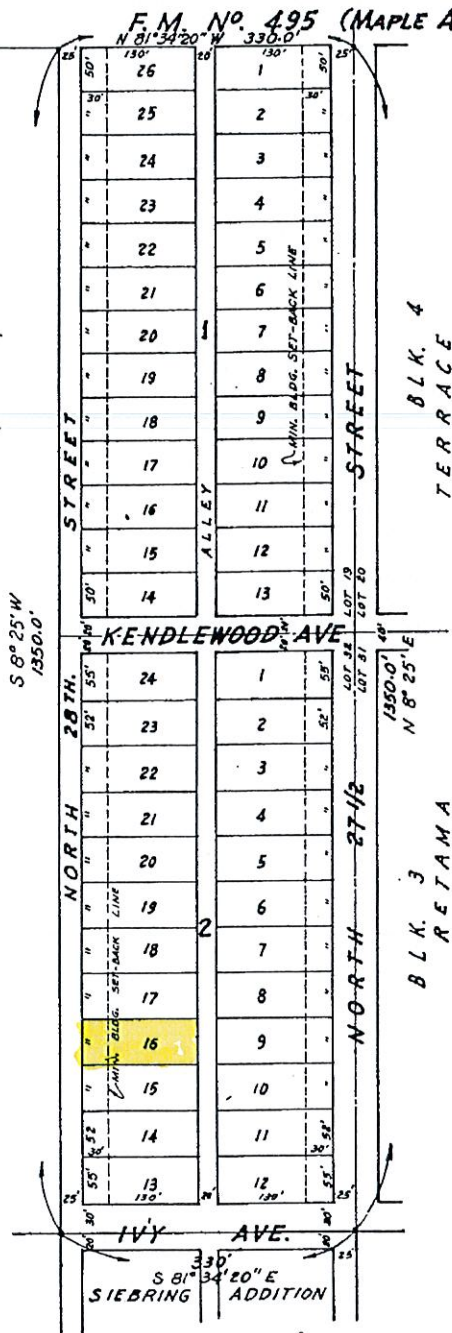 F.M. Nº 495 (MAPLE A
N 81°34'20" W 330.0'
25' 130' 20' 130' 25'
50' 26 1 50'
30' 30'
" 25 2 "
" 24 3 "
" 23 4 "
" 22 5 "
" 21 6 "
" 20 7 "
" 19 8 "
" 18 9 "
" 17 10 "
" 16 11 "
" 15 12 "
50' 14 13 50'
1
ALLEY
MIN. BLDG. SET-BACK LINE
STREET
STREET
BLK. 4
TERRACE
LOT 19
LOT 20
S 8° 25' W
1350.0'
KENDLEWOOD AVE
40'
LOT 32
LOT 31
1350.0'
N 8° 25' E
55' 24 1 55'
52' 23 2 52'
" 22 3 "
" 21 4 "
" 20 5 "
" 19 6 "
" 18 7 "
" 17 8 "
" 16 9 "
" 15 10 "
52 14 11 52'
30' 30'
55' 13 12 55'
2
MIN. BLDG. SET-BACK LINE
NORTH 28TH.
NORTH 27 1/2
BLK. 3
RETAMA
25' 130' 130' 25'
30'
IVY AVE.
20'
25'
330'
S 81° 34' 20" E
SIEBRING ADDITION